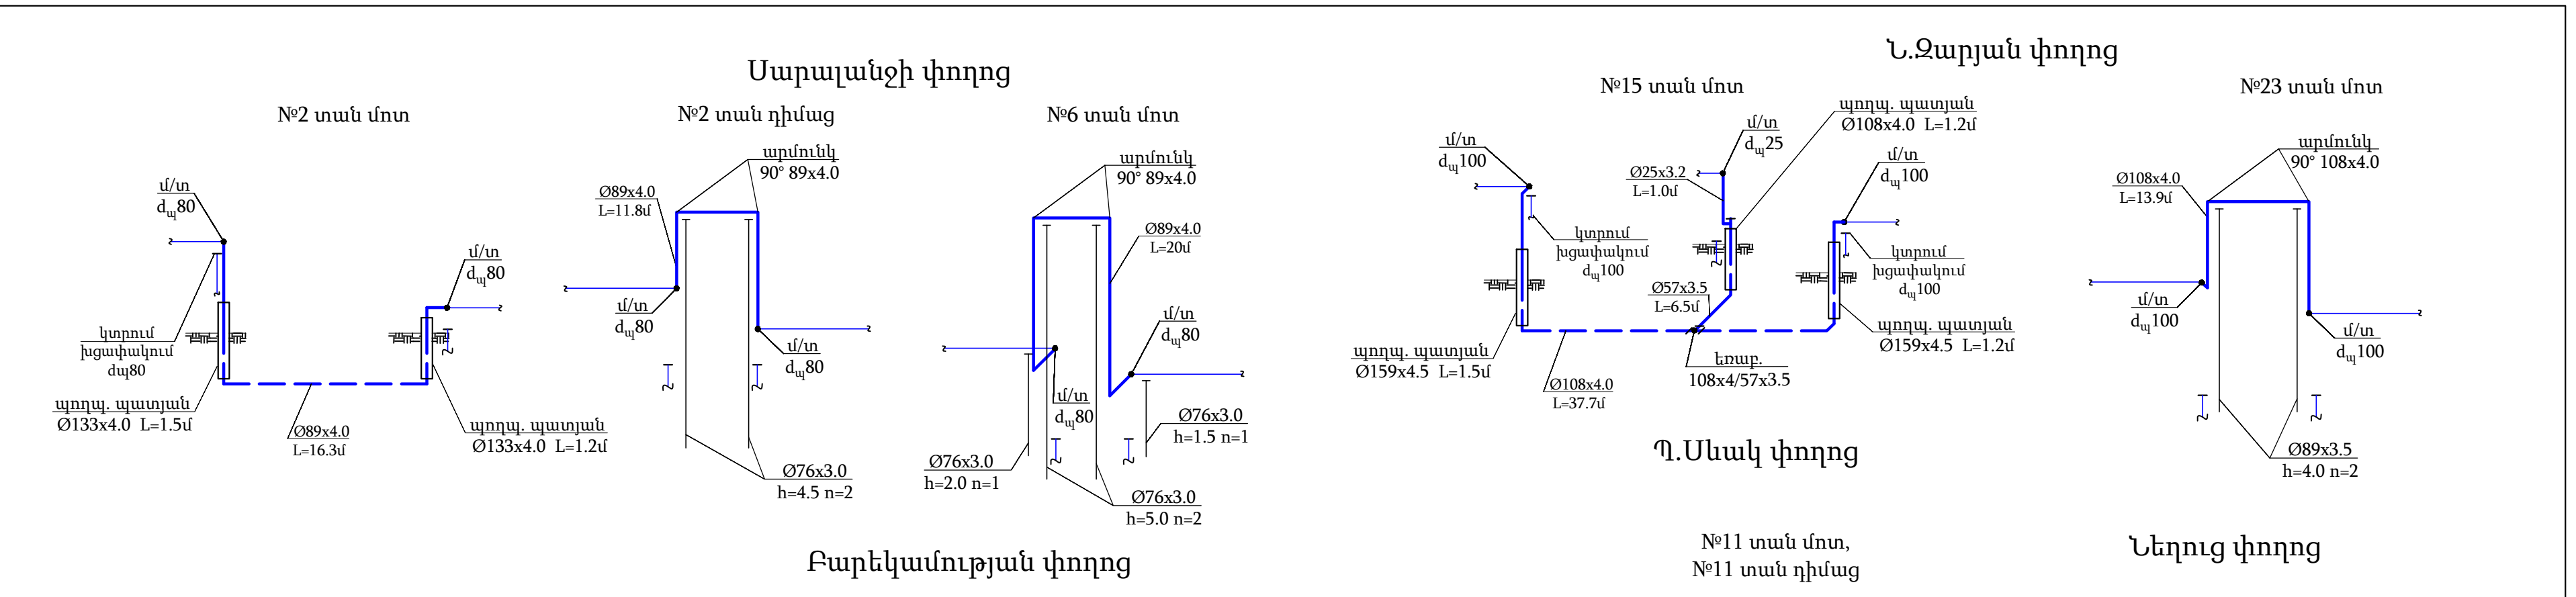 Սարալանջի փողոց
№2 տան մոտ
մ/տ
dպ80
մ/տ
dպ80
կտրում
խցափակում
dպ80
պողպ. պատյան
Ø133x4.0 L=1.5մ
Ø89x4.0
L=16.3մ
պողպ. պատյան
Ø133x4.0 L=1.2մ
№2 տան դիմաց
արմունկ
90° 89x4.0
Ø89x4.0
L=11.8մ
մ/տ
dպ80
մ/տ
dպ80
Ø76x3.0
h=4.5 n=2
№6 տան մոտ
արմունկ
90° 89x4.0
Ø89x4.0
L=20մ
մ/տ
dպ80
մ/տ
dպ80
Ø76x3.0
h=1.5 n=1
Ø76x3.0
h=2.0 n=1
Ø76x3.0
h=5.0 n=2
Ն.Զարյան փողոց
№15 տան մոտ
պողպ. պատյան
Ø108x4.0 L=1.2մ
մ/տ
dպ100
մ/տ
dպ25
մ/տ
dպ100
Ø25x3.2
L=1.0մ
կտրում
խցափակում
dպ100
կտրում
խցափակում
dպ100
Ø57x3.5
L=6.5մ
պողպ. պատյան
Ø159x4.5 L=1.5մ
պողպ. պատյան
Ø159x4.5 L=1.2մ
եռաբ.
108x4/57x3.5
Ø108x4.0
L=37.7մ
№23 տան մոտ
արմունկ
90° 108x4.0
Ø108x4.0
L=13.9մ
մ/տ
dպ100
մ/տ
dպ100
Ø89x3.5
h=4.0 n=2
Պ.Սևակ փողոց
№11 տան մոտ,
№11 տան դիմաց
Բարեկամության փողոց
Ներուց փողոց